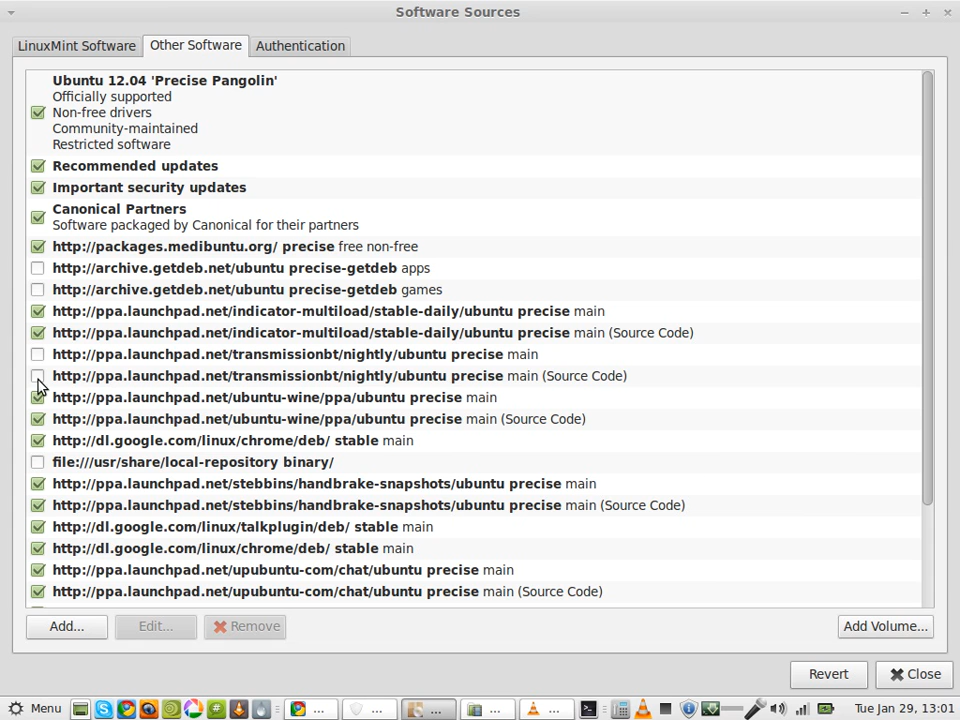 Software Sources
LinuxMint Software
Other Software
Authentication
Ubuntu 12.04 'Precise Pangolin'
Officially supported
Non-free drivers
Community-maintained
Restricted software
Recommended updates
Important security updates
Canonical Partners
Software packaged by Canonical for their partners
http://packages.medibuntu.org/ precise free non-free
http://archive.getdeb.net/ubuntu precise-getdeb apps
http://archive.getdeb.net/ubuntu precise-getdeb games
http://ppa.launchpad.net/indicator-multiload/stable-daily/ubuntu precise main
http://ppa.launchpad.net/indicator-multiload/stable-daily/ubuntu precise main (Source Code)
http://ppa.launchpad.net/transmissionbt/nightly/ubuntu precise main
http://ppa.launchpad.net/transmissionbt/nightly/ubuntu precise main (Source Code)
http://ppa.launchpad.net/ubuntu-wine/ppa/ubuntu precise main
http://ppa.launchpad.net/ubuntu-wine/ppa/ubuntu precise main (Source Code)
http://dl.google.com/linux/chrome/deb/ stable main
file:///usr/share/local-repository binary/
http://ppa.launchpad.net/stebbins/handbrake-snapshots/ubuntu precise main
http://ppa.launchpad.net/stebbins/handbrake-snapshots/ubuntu precise main (Source Code)
http://dl.google.com/linux/talkplugin/deb/ stable main
http://dl.google.com/linux/chrome/deb/ stable main
http://ppa.launchpad.net/upubuntu-com/chat/ubuntu precise main
http://ppa.launchpad.net/upubuntu-com/chat/ubuntu precise main (Source Code)
Add...
Edit...
Remove
Add Volume...
Revert
Close
Menu
...
...
...
...
...
Tue Jan 29, 13:01